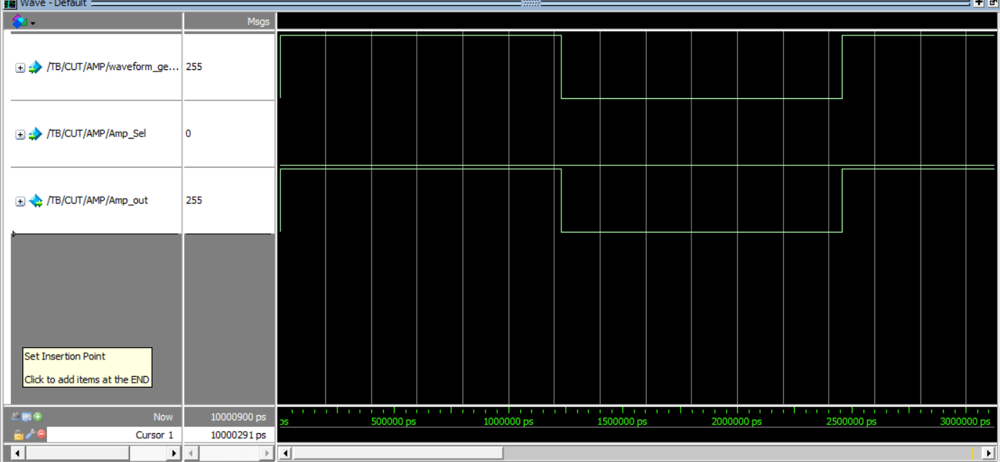 Wave - Default
Msgs
/TB/CUT/AMP/waveform_ge... 255
/TB/CUT/AMP/Amp_Sel 0
/TB/CUT/AMP/Amp_out 255
Set Insertion Point
Click to add items at the END
Now 10000900 ps
ps 500000 ps 1000000 ps 1500000 ps 2000000 ps 2500000 ps 3000000 ps
Cursor 1 10000291 ps